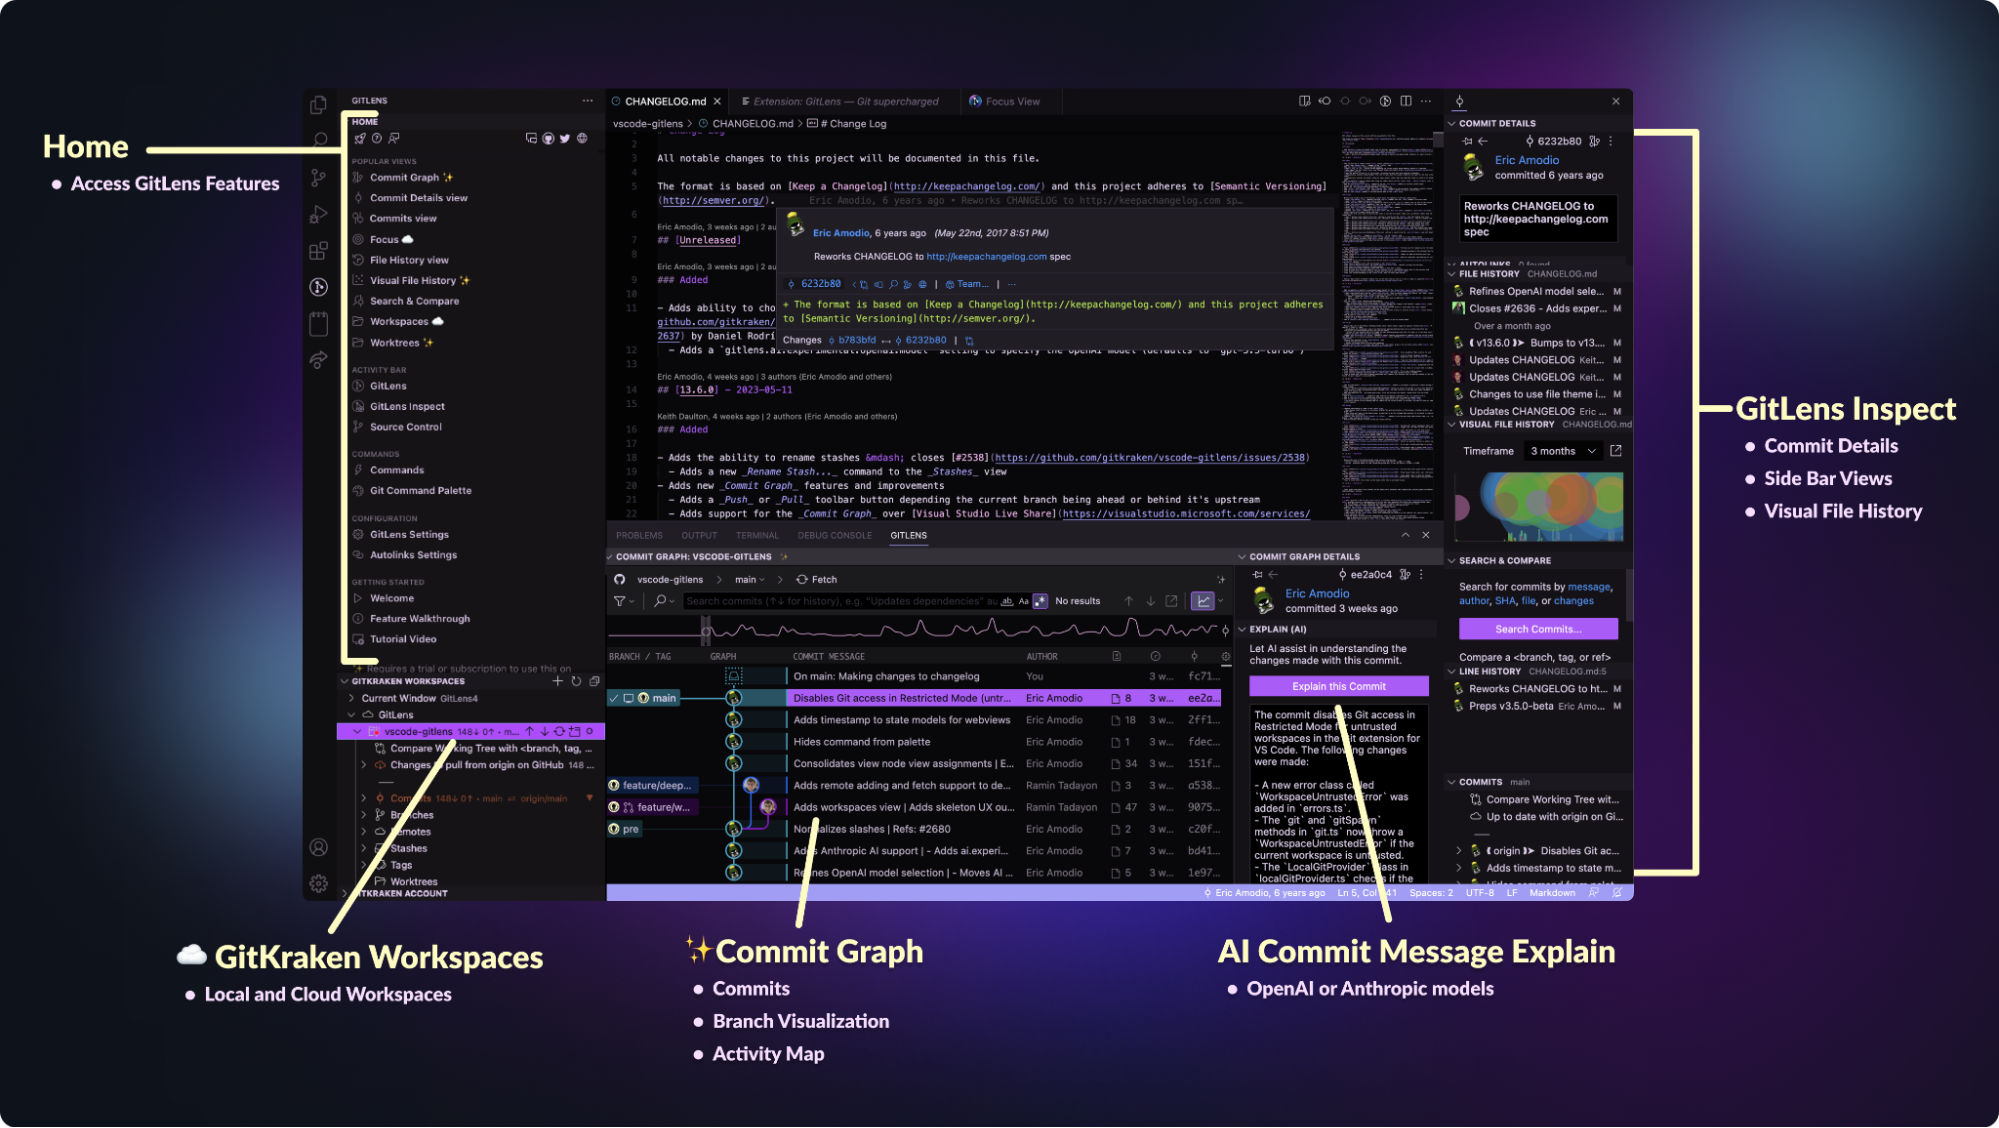 Home
Access GitLens Features
GITLENS
HOME
POPULAR VIEWS
Commit Graph ✨
Commit Details view
Commits view
Focus ☁️
File History view
Visual File History ✨
Search & Compare
Workspaces ☁️
Worktrees ✨
ACTIVITY BAR
GitLens
GitLens Inspect
Source Control
COMMANDS
Commands
Git Command Palette
CONFIGURATION
GitLens Settings
Autolinks Settings
GETTING STARTED
Welcome
Feature Walkthrough
Tutorial Video
✨ Requires a trial or subscription to use this on
GITKRAKEN WORKSPACES
Current Window GitLens4
GitLens
vscode-gitlens 148↓ 0↑ • m...
Compare Working Tree with <branch, tag, ...
Changes to pull from origin on GitHub 148 ...
Commits 148↓ 0↑ • main ⇌ origin/main
Branches
Remotes
Stashes
Tags
Worktrees
GITKRAKEN ACCOUNT
CHANGELOG.md
Extension: GitLens — Git supercharged
Focus View
vscode-gitlens > CHANGELOG.md > # Change Log
2
3 All notable changes to this project will be documented in this file.
4
5 The format is based on [Keep a Changelog](http://keepachangelog.com/) and this project adheres to [Semantic Versioning]
(http://semver.org/). Eric Amodio, 6 years ago • Reworks CHANGELOG to http://keepachangelog.com sp...
6
Eric Amodio, 3 weeks ago | 2 au
7 ## [Unreleased]
8
Eric Amodio, 3 weeks ago | 2 au
9 ### Added
10
11 - Adds ability to cho
github.com/gitkraken/
2637) by Daniel Rodri
12 - Adds a `gitlens.ai.experimental.openai.model` setting to specify the OpenAI model (defaults to `gpt-3.5-turbo`)
13
Eric Amodio, 4 weeks ago | 3 authors (Eric Amodio and others)
14 ## [13.6.0] - 2023-05-11
15
Keith Daulton, 4 weeks ago | 2 authors (Eric Amodio and others)
16 ### Added
17
18 - Adds the ability to rename stashes &mdash; closes [#2538](https://github.com/gitkraken/vscode-gitlens/issues/2538)
19 - Adds a new _Rename Stash..._ command to the _Stashes_ view
20 - Adds new _Commit Graph_ features and improvements
21 - Adds a _Push_ or _Pull_ toolbar button depending the current branch being ahead or behind it's upstream
22 - Adds support for the _Commit Graph_ over [Visual Studio Live Share](https://visualstudio.microsoft.com/services/
Eric Amodio, 6 years ago (May 22nd, 2017 8:51 PM)
Reworks CHANGELOG to http://keepachangelog.com spec
6232b80 | Team... | ...
+ The format is based on [Keep a Changelog](http://keepachangelog.com/) and this project adheres
to [Semantic Versioning](http://semver.org/).
Changes b783bfd ↔ 6232b80 |
PROBLEMS OUTPUT TERMINAL DEBUG CONSOLE GITLENS
COMMIT GRAPH: VSCODE-GITLENS ✨
vscode-gitlens > main > Fetch
Search commits (↑↓ for history), e.g. "Updates dependencies" au ab Aa No results
BRANCH / TAG GRAPH COMMIT MESSAGE AUTHOR
On main: Making changes to changelog You 3 w... fc71...
main Disables Git access in Restricted Mode (untr... Eric Amodio 8 3 w... ee2a...
Adds timestamp to state models for webviews Eric Amodio 18 3 w... 2ff1...
Hides command from palette Eric Amodio 1 3 w... fdec...
Consolidates view node view assignments | E... Eric Amodio 34 3 w... 151f...
feature/deep... Adds remote adding and fetch support to de... Ramin Tadayon 3 3 w... a538...
feature/w... Adds workspaces view | Adds skeleton UX ou... Ramin Tadayon 47 3 w... 9075...
pre Normalizes slashes | Refs: #2680 Eric Amodio 2 3 w... c20f...
Adds Anthropic AI support | - Adds ai.experi... Eric Amodio 7 3 w... bd41...
Refines OpenAI model selection | - Moves AI ... Eric Amodio 5 3 w... 1e97...
COMMIT GRAPH DETAILS
ee2a0c4
Eric Amodio
committed 3 weeks ago
EXPLAIN (AI)
Let AI assist in understanding the
changes made with this commit.
Explain this Commit
The commit disables Git access in
Restricted Mode for untrusted
workspaces in the Git extension for
VS Code. The following changes
were made:
- A new error class called
`WorkspaceUntrustedError` was
added in `errors.ts`.
- The `git` and `gitSpawn`
methods in `git.ts` now throw a
`WorkspaceUntrustedError` if the
current workspace is untrusted.
- The `LocalGitProvider` class in
`localGitProvider.ts` checks if the
COMMIT DETAILS
6232b80
Eric Amodio
committed 6 years ago
Reworks CHANGELOG to
http://keepachangelog.com
spec
AUTOLINKS 0 found
FILE HISTORY CHANGELOG.md
Refines OpenAI model sele... M
Closes #2636 - Adds exper... M
Over a month ago
v13.6.0 Bumps to v13... M
Updates CHANGELOG Keit... M
Updates CHANGELOG Keit... M
Changes to use file theme i... M
Updates CHANGELOG Eric ... M
VISUAL FILE HISTORY CHANGELOG.md
Timeframe 3 months
SEARCH & COMPARE
Search for commits by message,
author, SHA, file, or changes
Search Commits...
Compare a <branch, tag, or ref>
LINE HISTORY CHANGELOG.md:5
Reworks CHANGELOG to ht... M
Preps v3.5.0-beta Eric Amo... M
COMMITS main
Compare Working Tree wit...
Up to date with origin on Gi...
origin Disables Git ac...
Adds timestamp to state m...
Eric Amodio, 6 years ago Ln 5, Col 41 Spaces: 2 UTF-8 LF Markdown
GitLens Inspect
Commit Details
Side Bar Views
Visual File History
☁️ GitKraken Workspaces
Local and Cloud Workspaces
✨Commit Graph
Commits
Branch Visualization
Activity Map
AI Commit Message Explain
OpenAI or Anthropic models